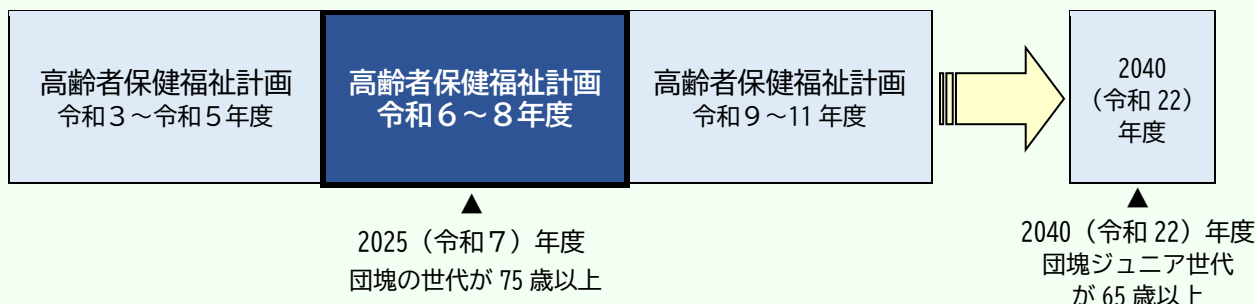 高齢者保健福祉計画
令和３～令和５年度
高齢者保健福祉計画
令和６～８年度
高齢者保健福祉計画
令和９～11 年度
2040
（令和 22）
年度
▲
2025（令和７）年度
団塊の世代が 75 歳以上
▲
2040（令和 22）年度
団塊ジュニア世代
が 65 歳以上